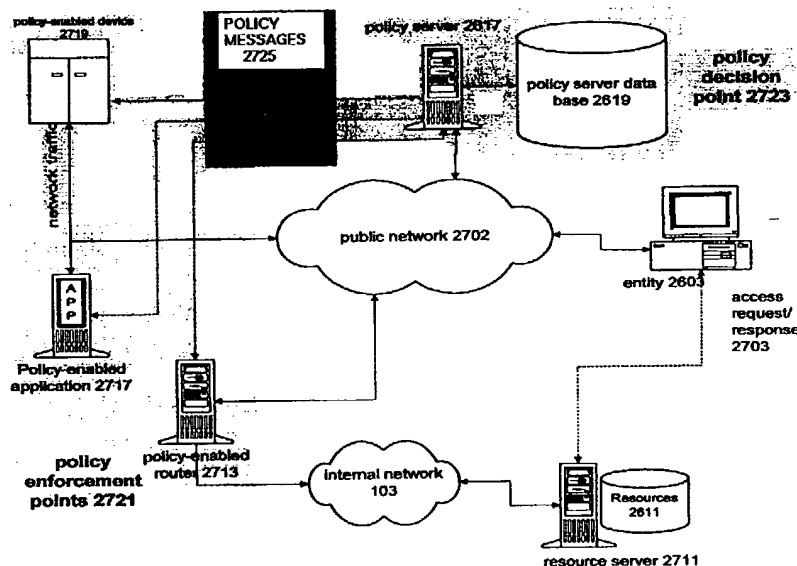 policy-enabled device
2719
POLICY
MESSAGES
2725
policy server 2617
policy server data
base 2619
policy
decision
point 2723
network traffic
public network 2702
entity 2603
access
request/
response
2703
APP
Policy-enabled
application 2717
policy-enabled
router 2713
policy
enforcement
points 2721
internal network
103
Resources
2611
resource server 2711